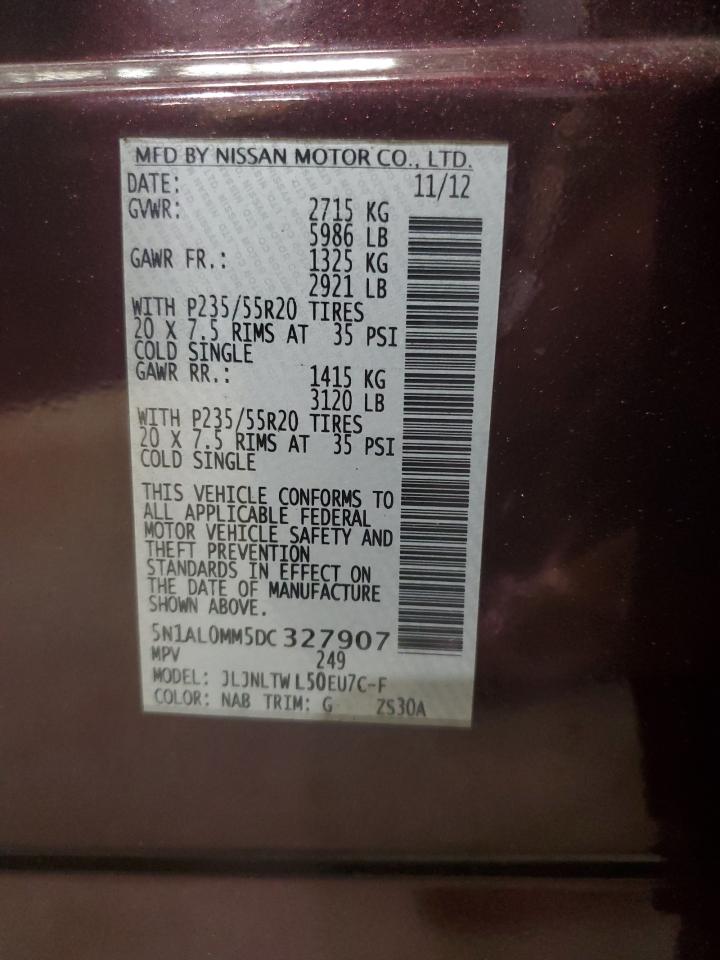 MFD BY NISSAN MOTOR CO., LTD.
DATE: 11/12
GVWR: 2715 KG
5986 LB
GAWR FR.: 1325 KG
2921 LB
WITH P235/55R20 TIRES
20 X 7.5 RIMS AT 35 PSI
COLD SINGLE
GAWR RR.: 1415 KG
3120 LB
WITH P235/55R20 TIRES
20 X 7.5 RIMS AT 35 PSI
COLD SINGLE
THIS VEHICLE CONFORMS TO
ALL APPLICABLE FEDERAL
MOTOR VEHICLE SAFETY AND
THEFT PREVENTION
STANDARDS IN EFFECT ON
THE DATE OF MANUFACTURE
SHOWN ABOVE.
5N1AL0MM5DC 327907
MPV 249
MODEL: JLJNLTW L50EU7C-F
COLOR: NAB TRIM: G ZS30A